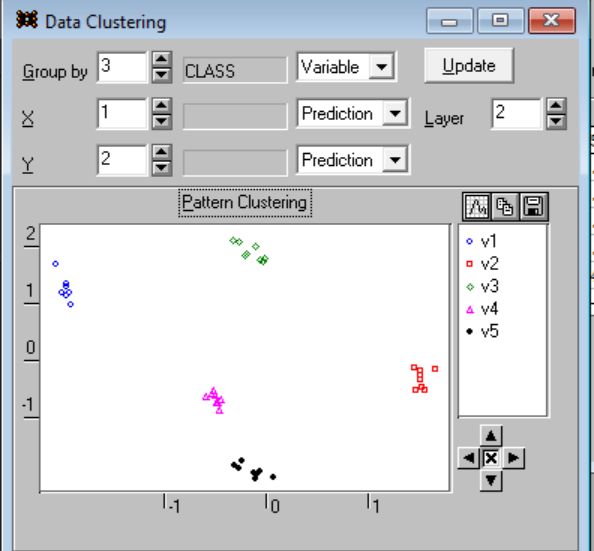 Data Clustering
Group by 3 CLASS Variable Update
X 1 Prediction Layer 2
Y 2 Prediction
Pattern Clustering
2
1
0
-1
-1 0 1
v1
v2
v3
v4
v5